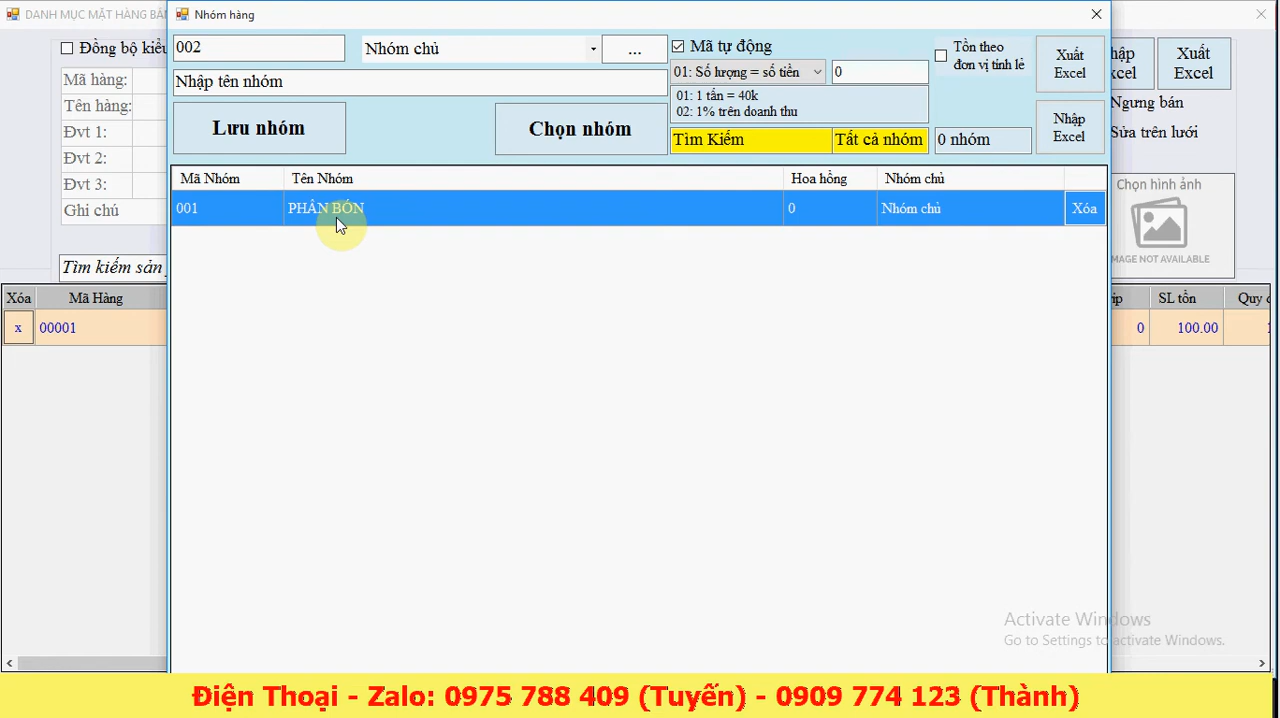 DANH MỤC MẶT HÀNG BÁN
Nhóm hàng
Đồng bộ kiểu
Mã hàng:
Tên hàng:
Đvt 1:
Đvt 2:
Đvt 3:
Ghi chú
Tìm kiếm sản
002
Nhóm chủ
...
Mã tự động
Tồn theo
đơn vị tính lẻ
Xuất
Excel
Nhập tên nhóm
01: Số lượng = số tiền
0
01: 1 tấn = 40k
02: 1% trên doanh thu
Lưu nhóm
Chọn nhóm
Tìm Kiếm
Tất cả nhóm
0 nhóm
Nhập
Excel
Xuất
Excel
Ngưng bán
Sửa trên lưới
Chọn hình ảnh
IMAGE NOT AVAILABLE
Mã Nhóm Tên Nhóm Hoa hồng Nhóm chủ
001 PHÂN BÓN 0 Nhóm chủ Xóa
Xóa Mã Hàng SL tồn Quy
x 00001 0 100.00 1
Activate Windows
Go to Settings to activate Windows.
Điện Thoại - Zalo: 0975 788 409 (Tuyến) - 0909 774 123 (Thành)